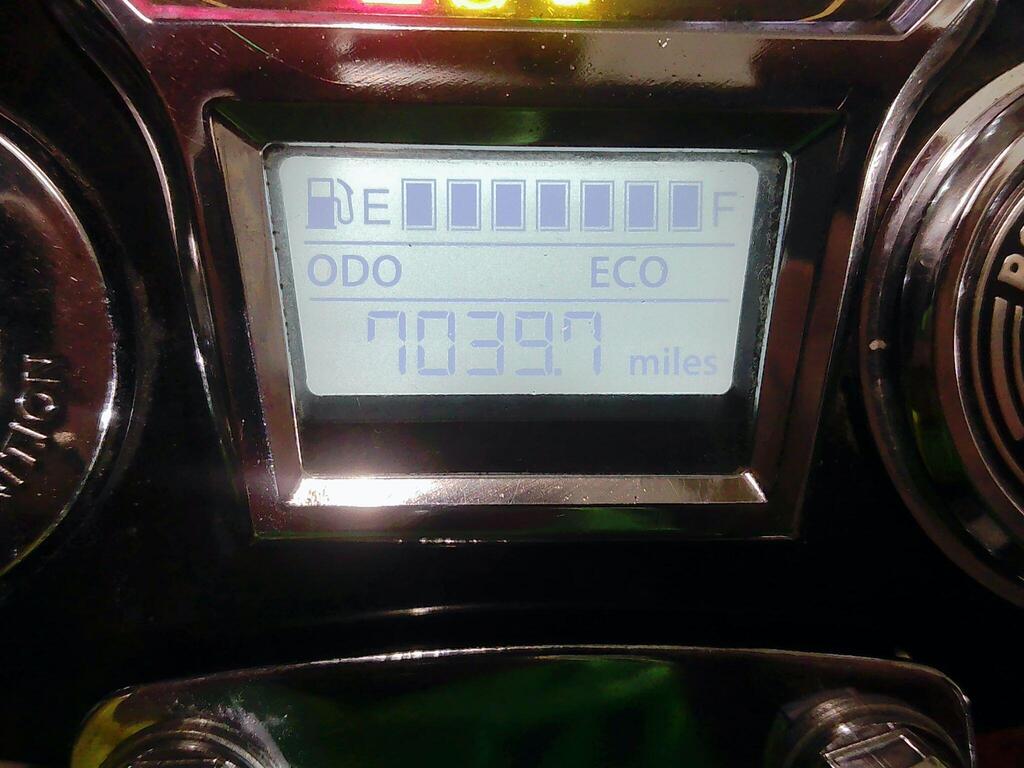 E F
ODO ECO
7039.7 miles